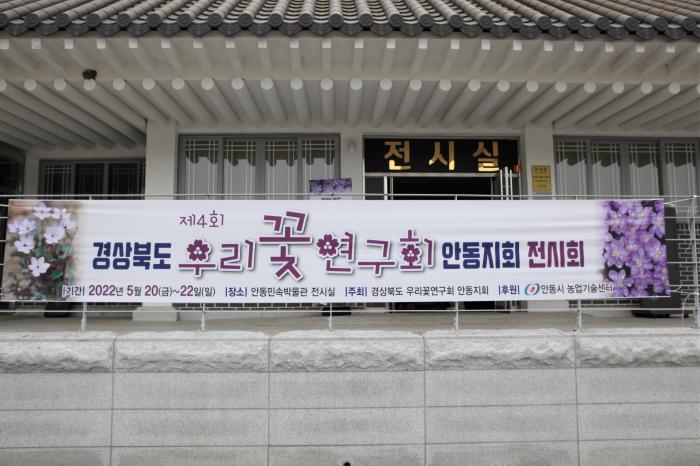 전시실
제4회
경상북도 우리꽃연구회 안동지회 전시회
|기간| 2022년 5월 20(금)~22일(일) |장소| 안동민속박물관 전시실 |주최| 경상북도 우리꽃연구회 안동지회 |후원| 안동시 농업기술센터